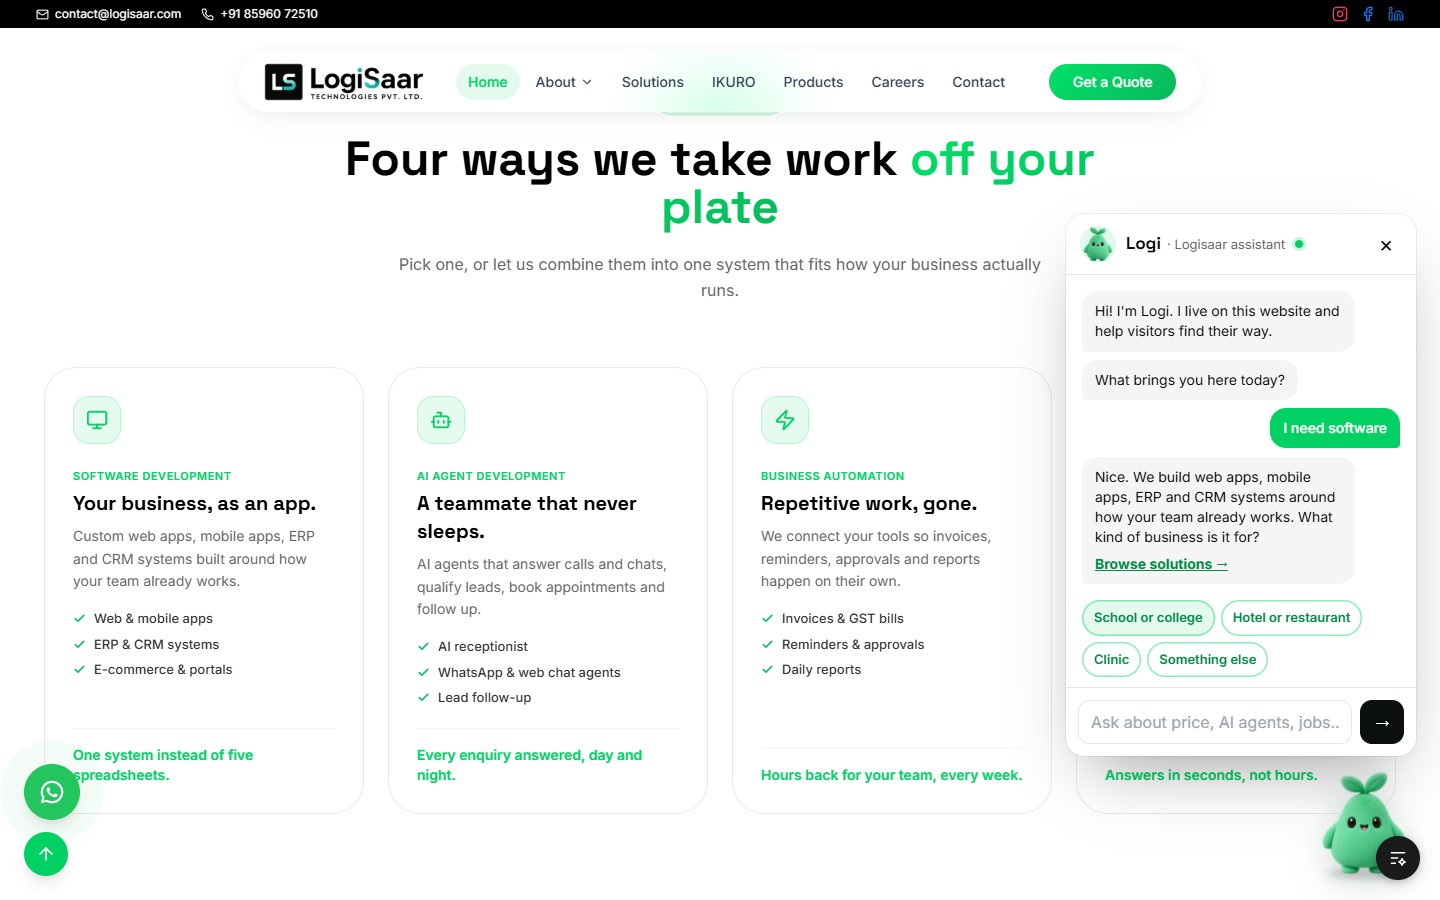 contact@logisaar.com
+91 85960 72510
LS LogiSaar
TECHNOLOGIES PVT. LTD.
Home
About
Solutions
IKURO
Products
Careers
Contact
Get a Quote
Four ways we take work off your
plate
Pick one, or let us combine them into one system that fits how your business actually
runs.
SOFTWARE DEVELOPMENT
Your business, as an app.
Custom web apps, mobile apps, ERP
and CRM systems built around how
your team already works.
Web & mobile apps
ERP & CRM systems
E-commerce & portals
One system instead of five
spreadsheets.
AI AGENT DEVELOPMENT
A teammate that never
sleeps.
AI agents that answer calls and chats,
qualify leads, book appointments and
follow up.
AI receptionist
WhatsApp & web chat agents
Lead follow-up
Every enquiry answered, day and
night.
BUSINESS AUTOMATION
Repetitive work, gone.
We connect your tools so invoices,
reminders, approvals and reports
happen on their own.
Invoices & GST bills
Reminders & approvals
Daily reports
Hours back for your team, every week.
Answers in seconds, not hours.
Logi · Logisaar assistant
Hi! I'm Logi. I live on this website and
help visitors find their way.
What brings you here today?
I need software
Nice. We build web apps, mobile
apps, ERP and CRM systems around
how your team already works. What
kind of business is it for?
Browse solutions →
School or college
Hotel or restaurant
Clinic
Something else
Ask about price, AI agents, jobs..